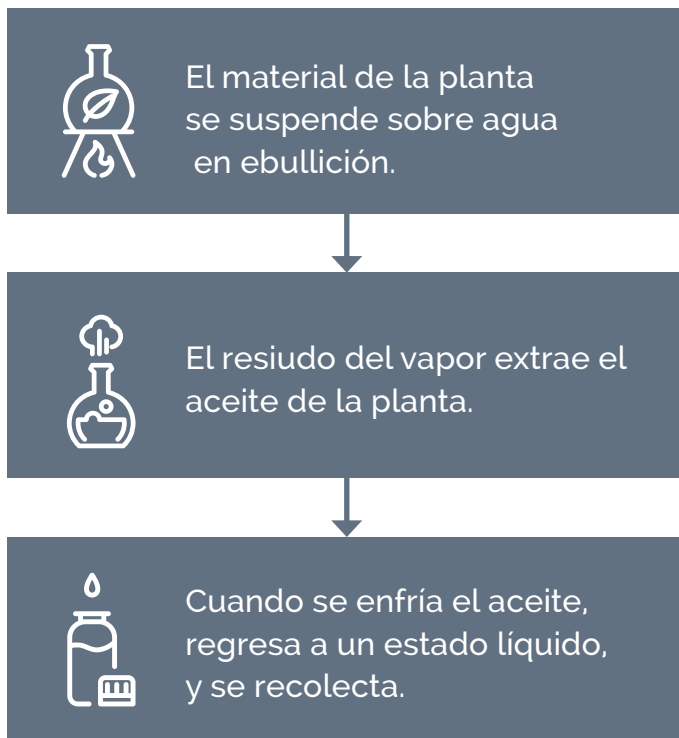 El material de la planta
se suspende sobre agua
en ebullición.
El resiudo del vapor extrae el
aceite de la planta.
Cuando se enfría el aceite,
regresa a un estado líquido,
y se recolecta.